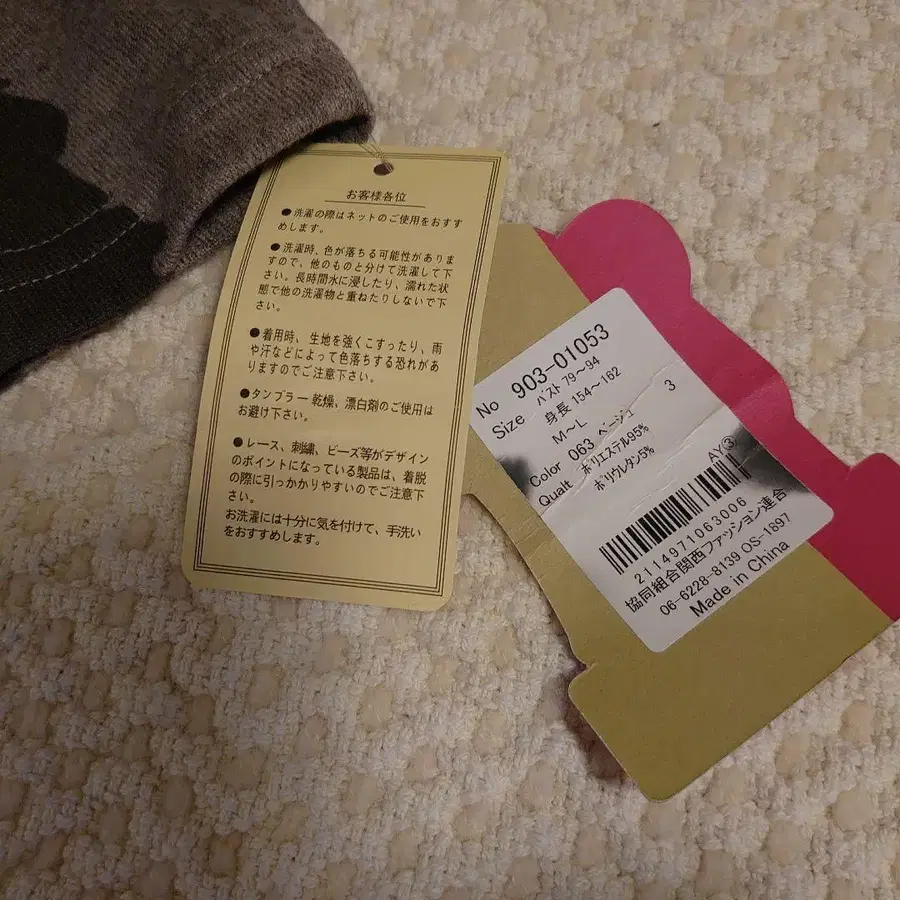 お客様各位
●洗濯の際はネットのご使用をおすす
めします。
●洗濯時、色が落ちる可能性がありま
すので、他のものと分けて洗濯して下
さい。長時間水に浸したり、濡れた状
態で他の洗濯物と重ねたりしないで下
さい。
●着用時、生地を強くこすったり、雨
や汗などによって色落ちする恐れがあ
りますのでご注意下さい。
●タンブラー乾燥、漂白剤のご使用は
お避け下さい。
●レース、刺繍、ビーズ等がデザイン
のポイントになっている製品は、着脱
の際に引っかかりやすいのでご注意下
さい。
お洗濯には十分に気を付けて、手洗い
をおすすめします。
No 903-01053
Size バスト 79～94
身長 154～162
M～L 3
Color 063 ベージュ
Qualt ポリエステル95%
ポリウレタン5%
AY③
2114971063006
協同組合関西ファッション連合
06-6228-8139 OS-1897
Made in China